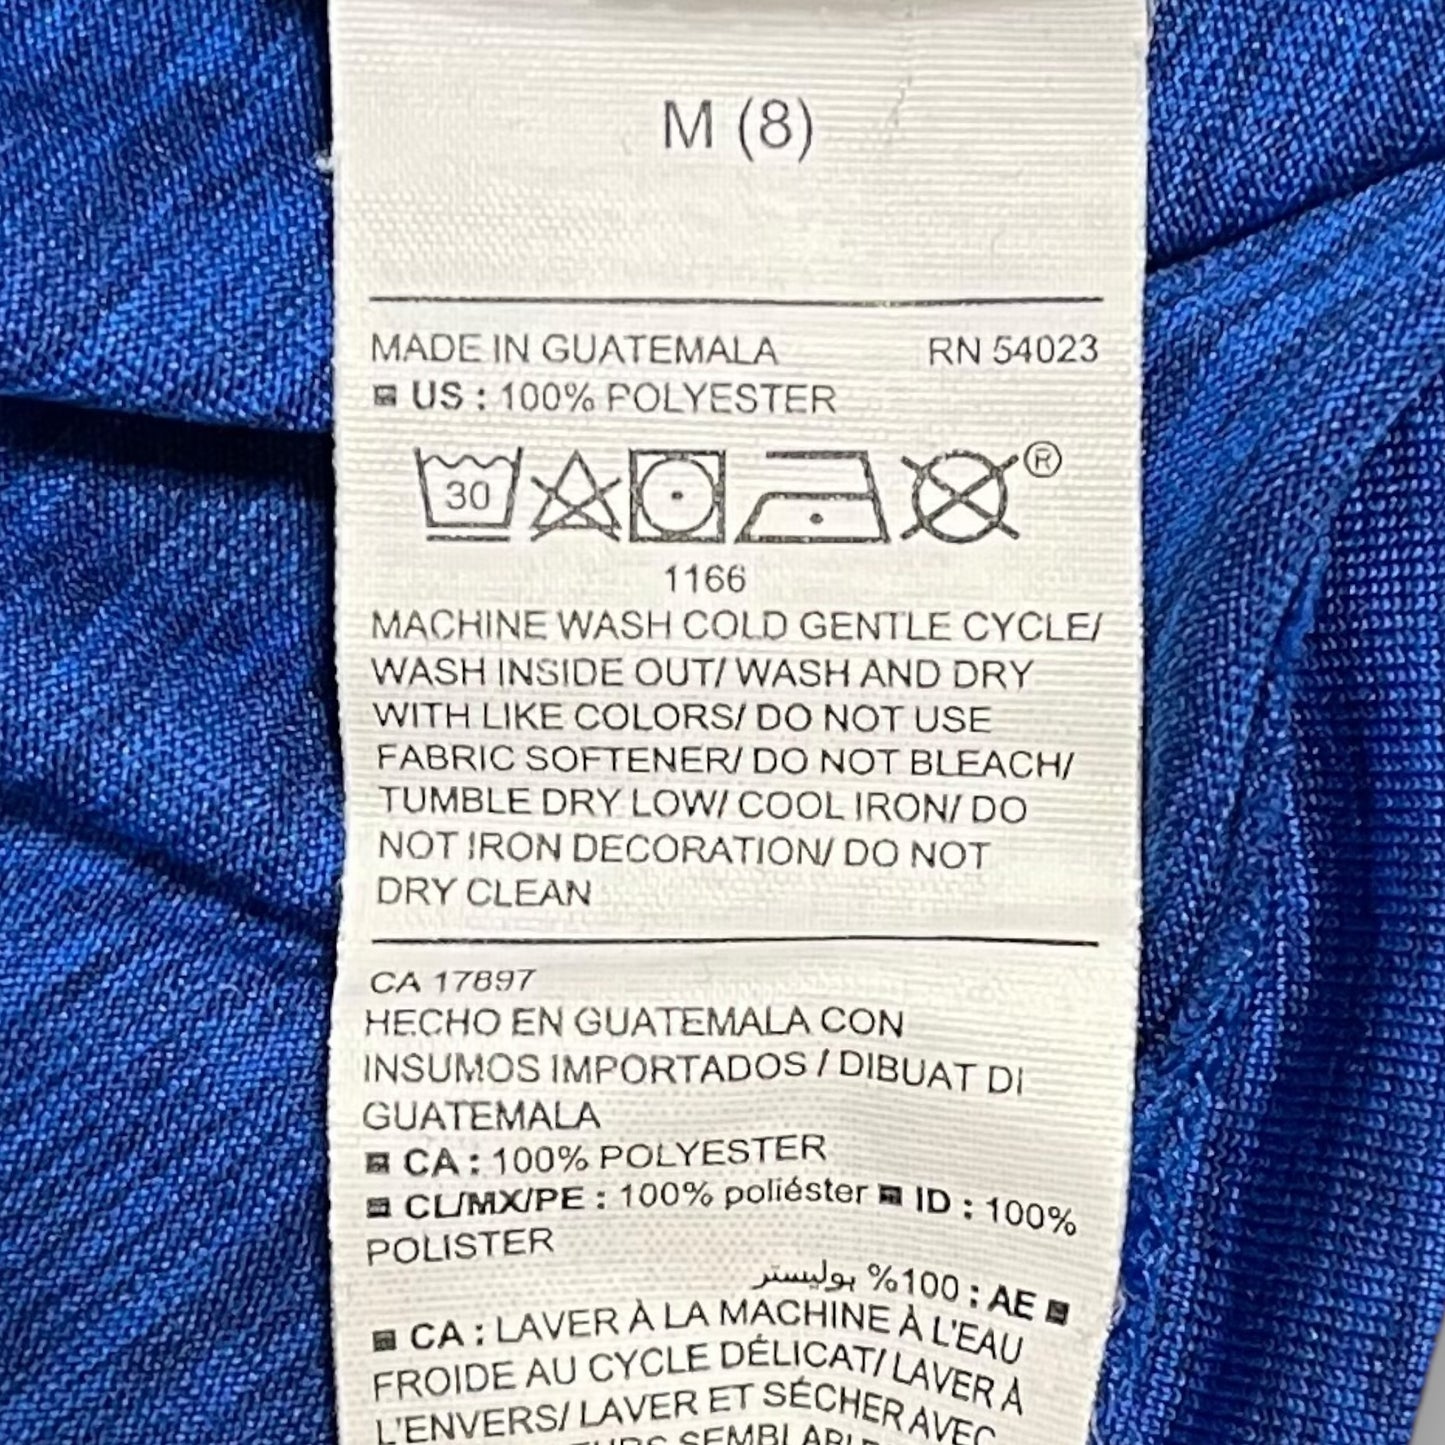 M (8)
MADE IN GUATEMALA RN 54023
US : 100% POLYESTER
30
®
1166
MACHINE WASH COLD GENTLE CYCLE/
WASH INSIDE OUT/ WASH AND DRY
WITH LIKE COLORS/ DO NOT USE
FABRIC SOFTENER/ DO NOT BLEACH/
TUMBLE DRY LOW/ COOL IRON/ DO
NOT IRON DECORATION/ DO NOT
DRY CLEAN
CA 17897
HECHO EN GUATEMALA CON
INSUMOS IMPORTADOS / DIBUAT DI
GUATEMALA
CA : 100% POLYESTER
CL/MX/PE : 100% poliéster ID : 100%
POLISTER
AE : 100% بوليستر
CA : LAVER À LA MACHINE À L'EAU
FROIDE AU CYCLE DÉLICAT/ LAVER À
L'ENVERS/ LAVER ET SÉCHER AVEC